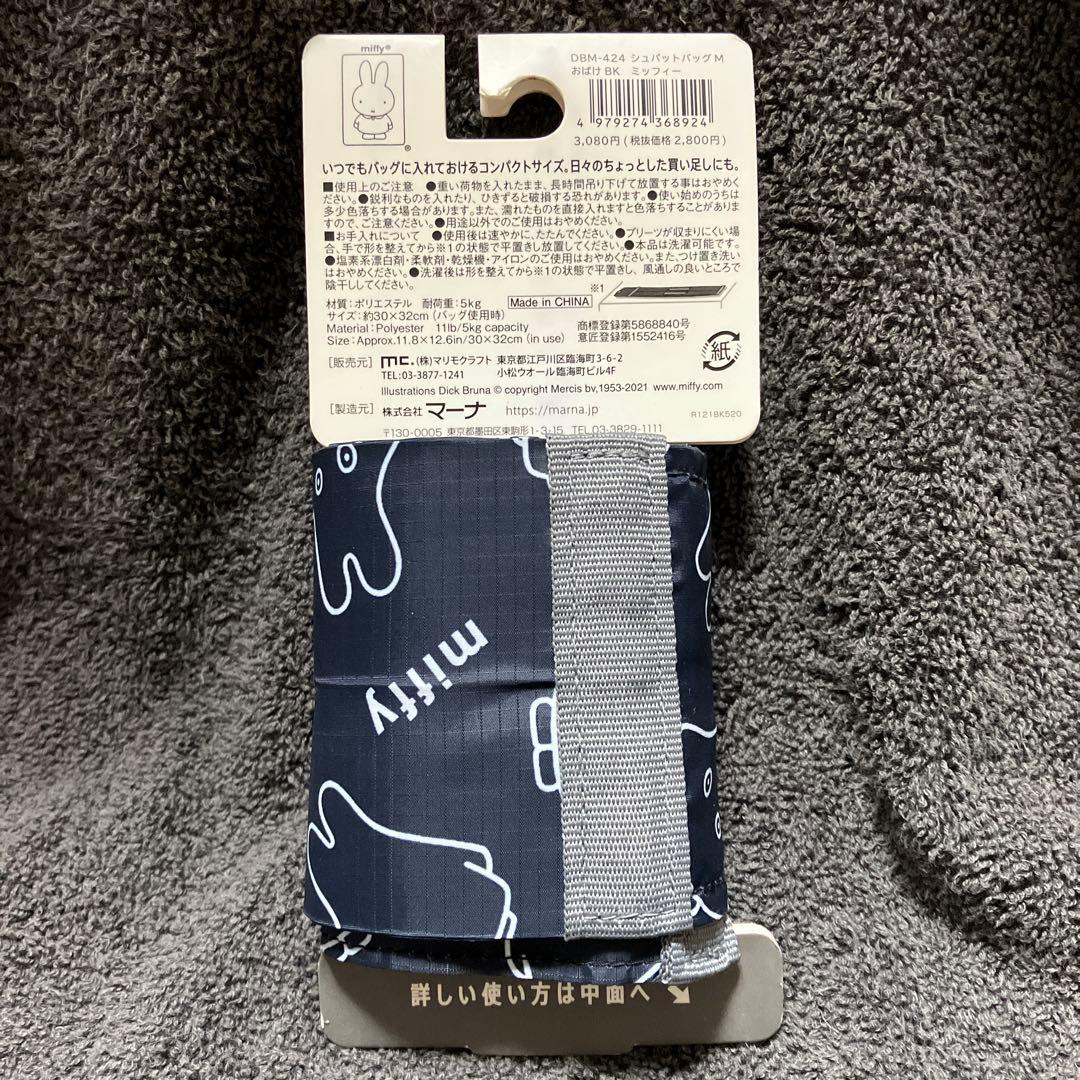 miffy®
®
DBM-424 シュパットバッグM
おばけBK ミッフィー
4 979274 368924
3,080円(税抜価格2,800円)
いつでもバッグに入れておけるコンパクトサイズ。日々のちょっとした買い足しにも。
■使用上のご注意 ●重い荷物を入れたまま、長時間吊り下げて放置する事はおやめく
ださい。●鋭利なものを入れたり、ひきずると破損する恐れがあります。●使い始めのうちは
多少色落ちする場合があります。また、濡れたものを直接入れますと色落ちすることがありま
すので、ご注意ください。●用途以外でのご使用はおやめください。
■お手入れについて ●使用後は速やかに、たたんでください。●プリーツが収まりにくい場
合、手で形を整えてから※1の状態で平置きし放置してください。●本品は洗濯可能です。
●塩素系漂白剤・柔軟剤・乾燥機・アイロンのご使用はおやめください。また、つけ置き洗い
はおやめください。●洗濯後は形を整えてから※1の状態で平置きし、風通しの良いところで
陰干ししてください。
※1
材質:ポリエステル 耐荷重:5kg
Made in CHINA
サイズ:約30×32cm(バッグ使用時)
Material:Polyester 11lb/5kg capacity
Size:Approx.11.8×12.6in/30×32cm(in use)
商標登録第5868840号
意匠登録第1552416号
紙
[販売元] mc. (株)マリモクラフト 東京都江戸川区臨海町3-6-2
TEL:03-3877-1241 小松ウオール臨海町ビル4F
Illustrations Dick Bruna © copyright Mercis bv,1953-2021 www.miffy.com
[製造元] 株式会社 マーナ https://marna.jp
R121BK520
〒130-0005 東京都墨田区東駒形1-3-15 TEL 03-3829-1111
miffy
B
詳しい使い方は中面へ ➘